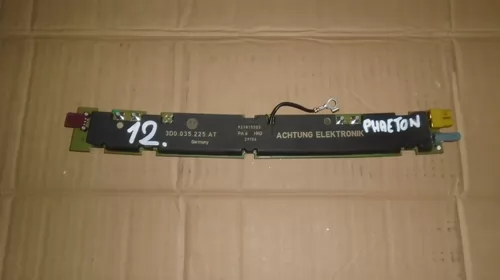 12.
3D0.035.225 AT
Germany
ACHTUNG ELEKTRONIK
PHAETON